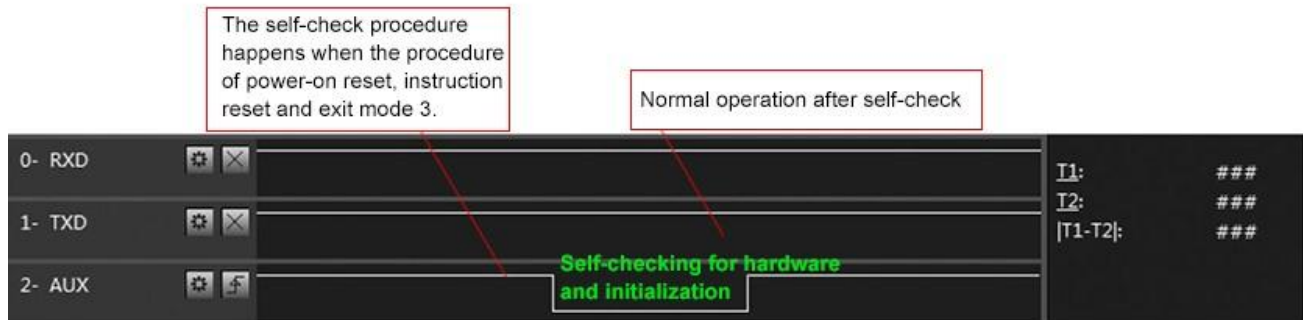 The self-check procedure
happens when the procedure
of power-on reset, instruction
reset and exit mode 3.
Normal operation after self-check
0- RXD
T1: ###
T2: ###
1- TXD
|T1-T2|: ###
Self-checking for hardware
and initialization
2- AUX